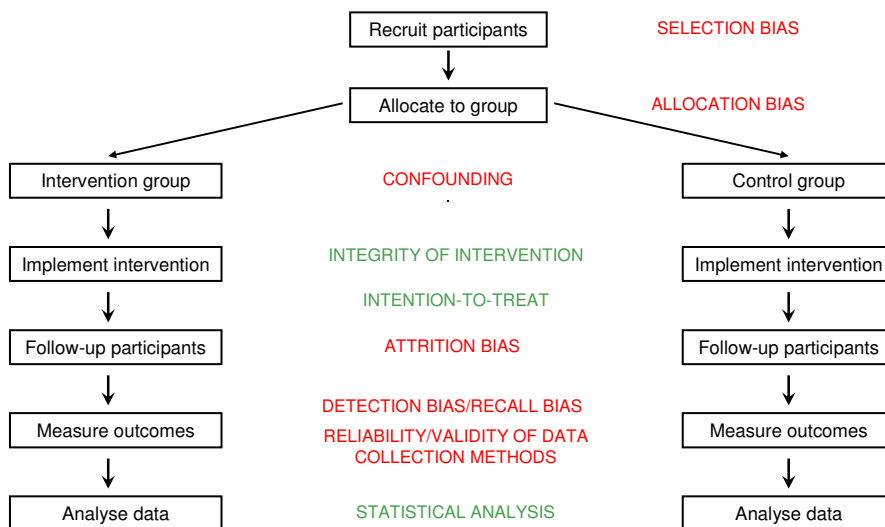 Recruit participants
SELECTION BIAS
Allocate to group
ALLOCATION BIAS
Intervention group
CONFOUNDING
Control group
Implement intervention
INTEGRITY OF INTERVENTION
Implement intervention
INTENTION-TO-TREAT
Follow-up participants
ATTRITION BIAS
Follow-up participants
DETECTION BIAS/RECALL BIAS
Measure outcomes
RELIABILITY/VALIDITY OF DATA
COLLECTION METHODS
Measure outcomes
Analyse data
STATISTICAL ANALYSIS
Analyse data